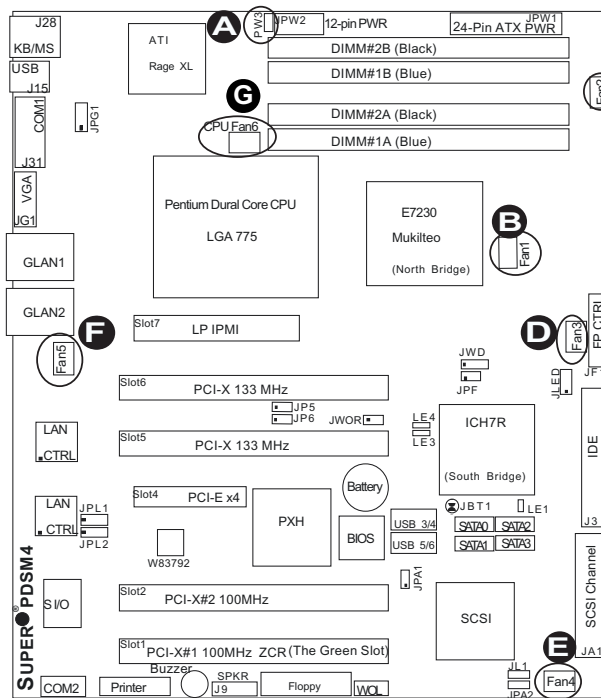 J28
KB/MS
USB
J15
COM1
J31
VGA
JG1
GLAN1
GLAN2
F
Fan5
LAN
CTRL
LAN
CTRL
JPL1
JPL2
S I/O
SUPER® PDSM4
COM2
JPG1
ATI
Rage XL
A
PW3
JPW2
12-pin PWR
JPW1
24-Pin ATX PWR
DIMM#2B (Black)
DIMM#1B (Blue)
DIMM#2A (Black)
DIMM#1A (Blue)
G
CPU Fan6
Pentium Dural Core CPU
LGA 775
E7230
Mukilteo
(North Bridge)
B
Fan1
D
Fan3
FP CTRL
Slot7
LP IPMI
Slot6
PCI-X 133 MHz
JP5
JP6
JWOR
JWD
JPF
JLED
LE4
LE3
Slot5
PCI-X 133 MHz
ICH7R
(South Bridge)
IDE
J3
Slot4
PCI-E x4
PXH
Battery
BIOS
USB 3/4
USB 5/6
JBT1
LE1
SATA0
SATA2
SATA1
SATA3
W83792
JPA1
Slot2
PCI-X#2 100MHz
SCSI
SCSI Channel
JA1
Slot1
PCI-X#1 100MHz ZCR (The Green Slot)
Buzzer
Printer
SPKR
J9
Floppy
WOL
JL1
JPA2
E
Fan4